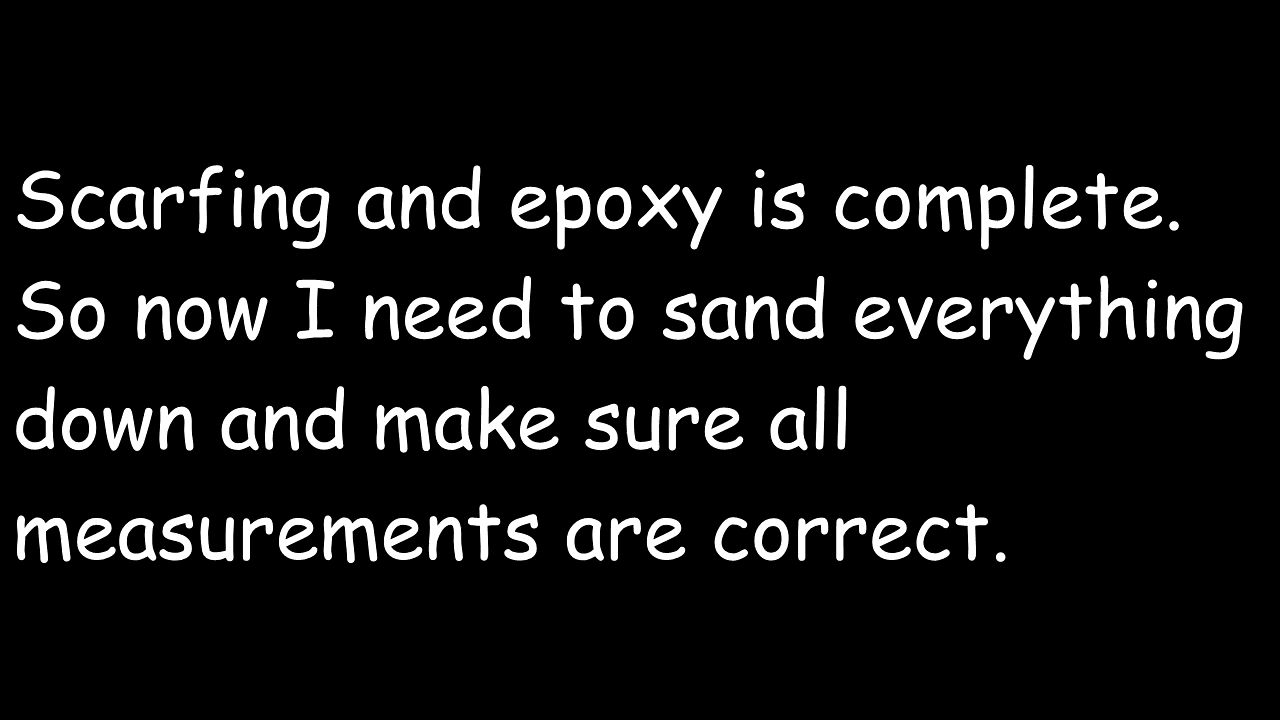 Scarfing and epoxy is complete.
So now I need to sand everything
down and make sure all
measurements are correct.